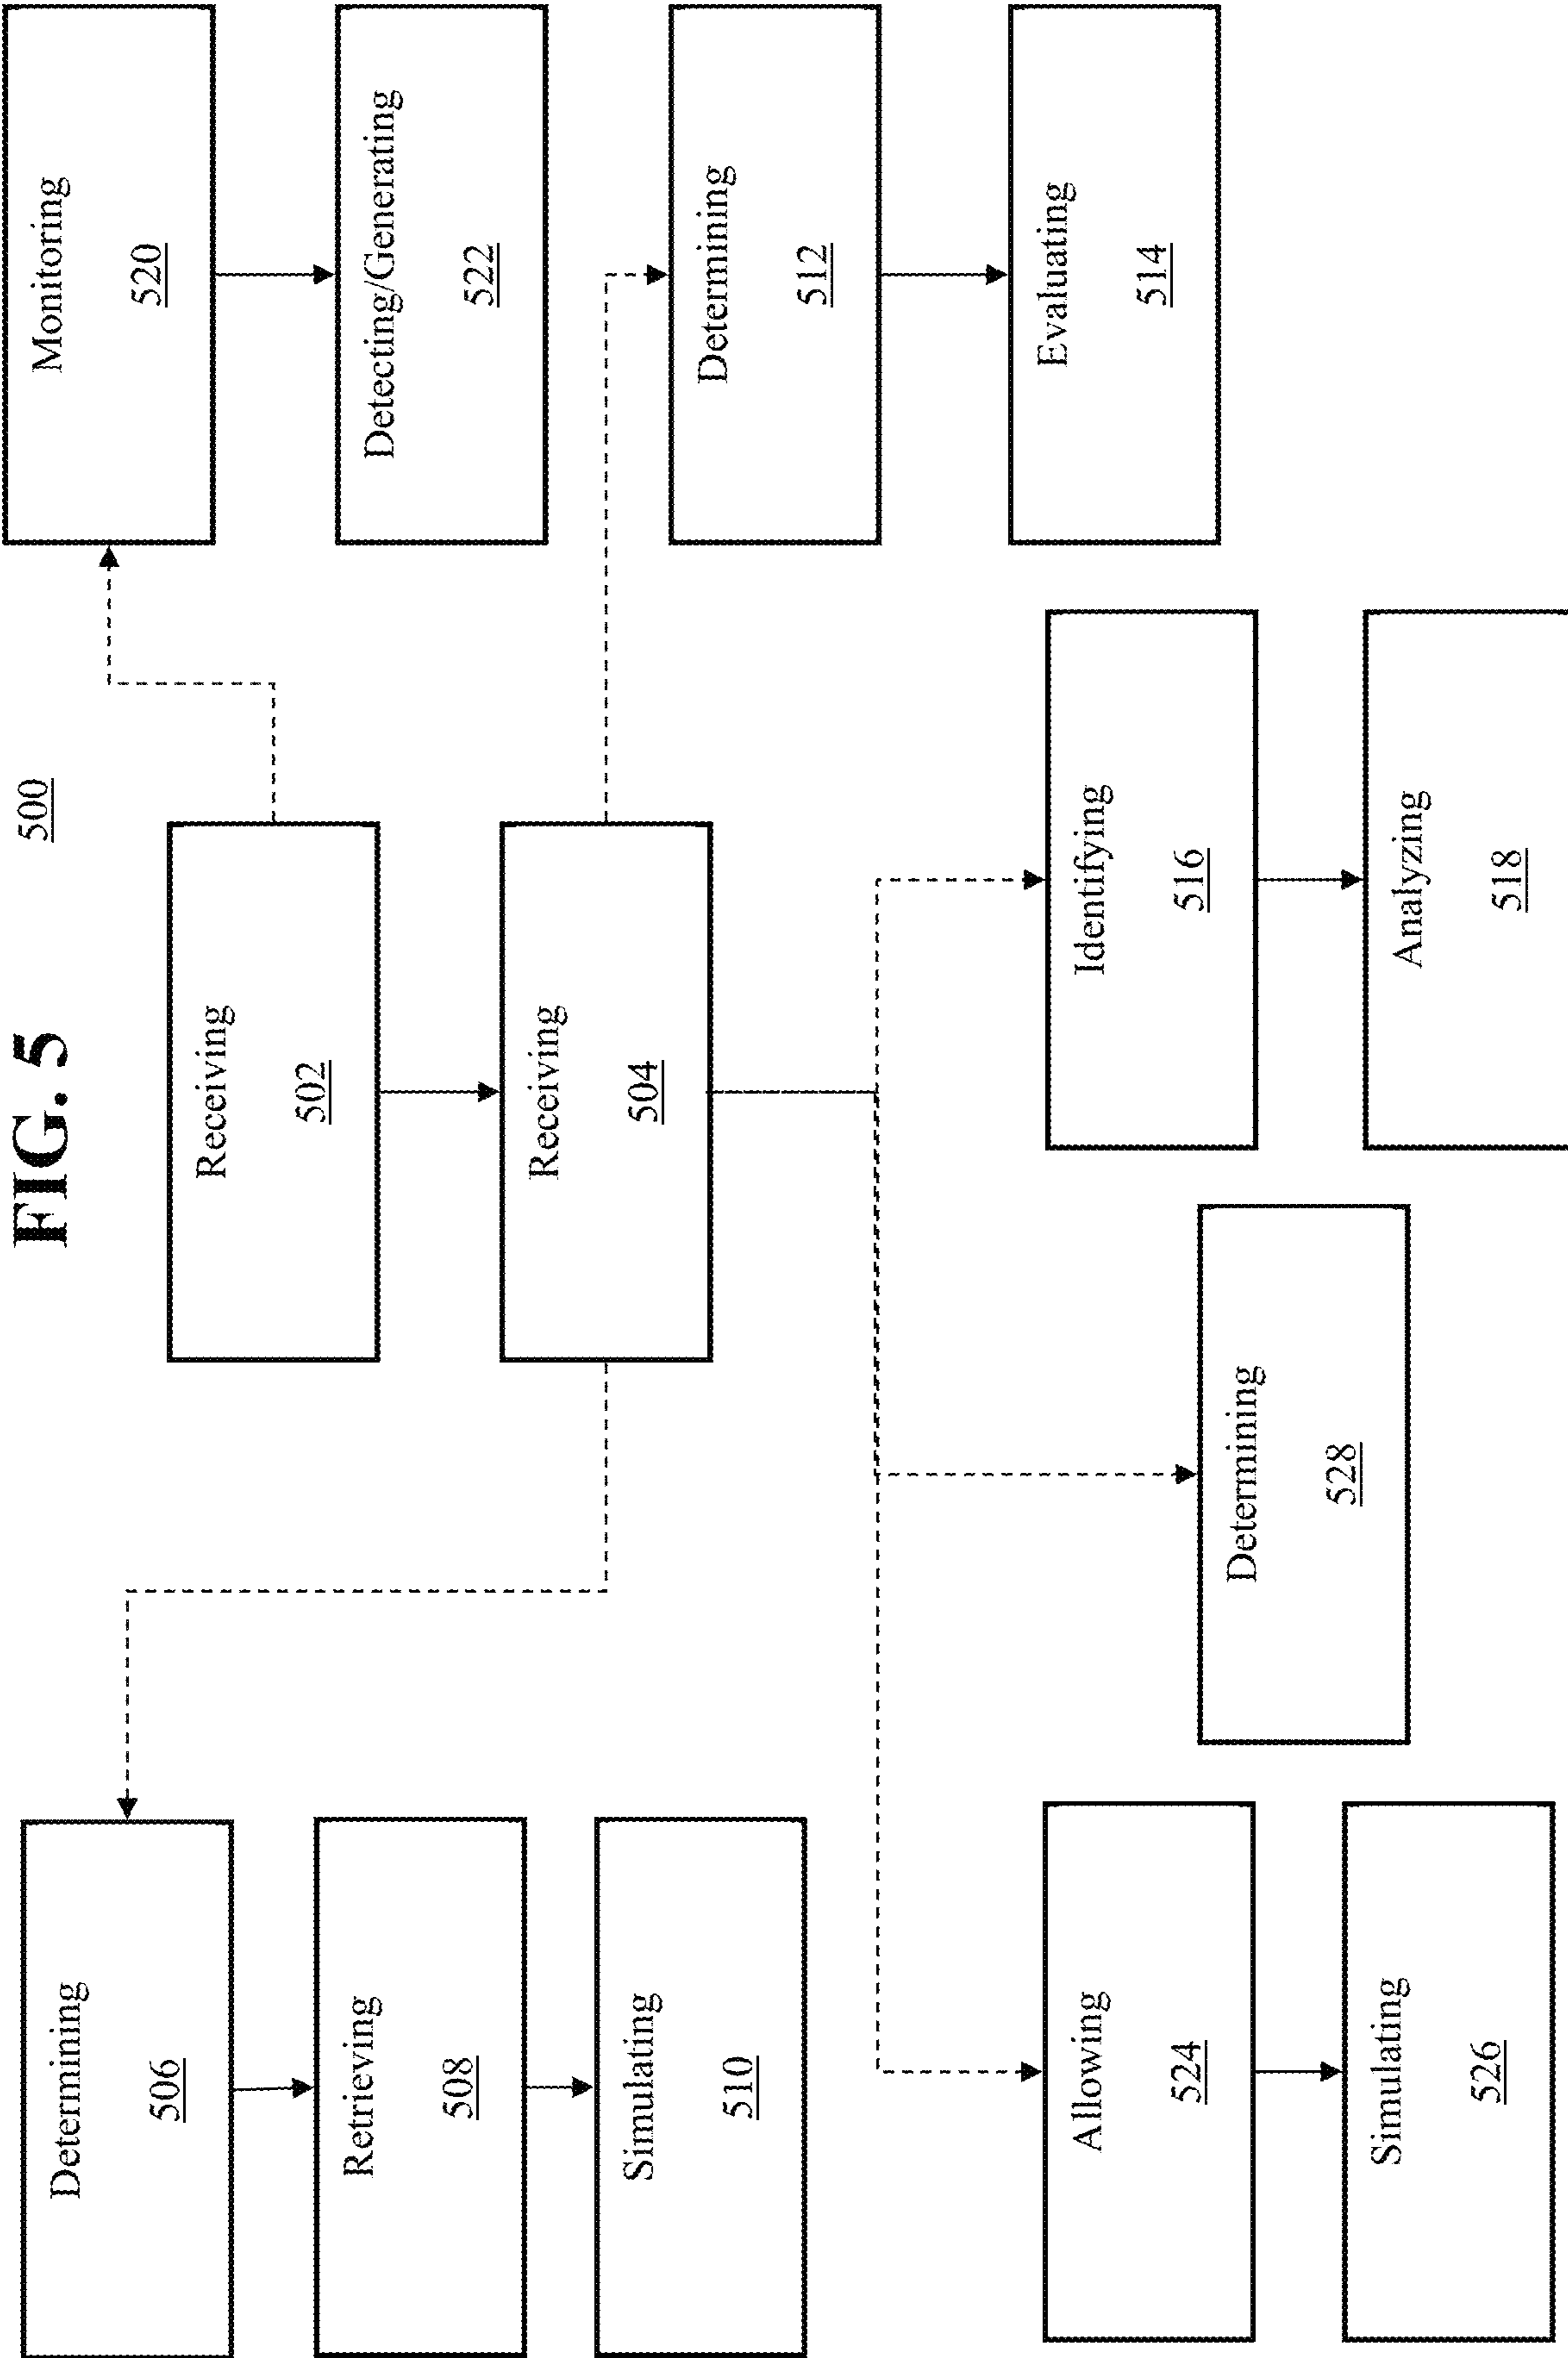 FIG. 5
500
Receiving
502
Receiving
504
Determining
506
Retrieving
508
Simulating
510
Determining
512
Evaluating
514
Identifying
516
Analyzing
518
Monitoring
520
Detecting/Generating
522
Allowing
524
Simulating
526
Determining
528